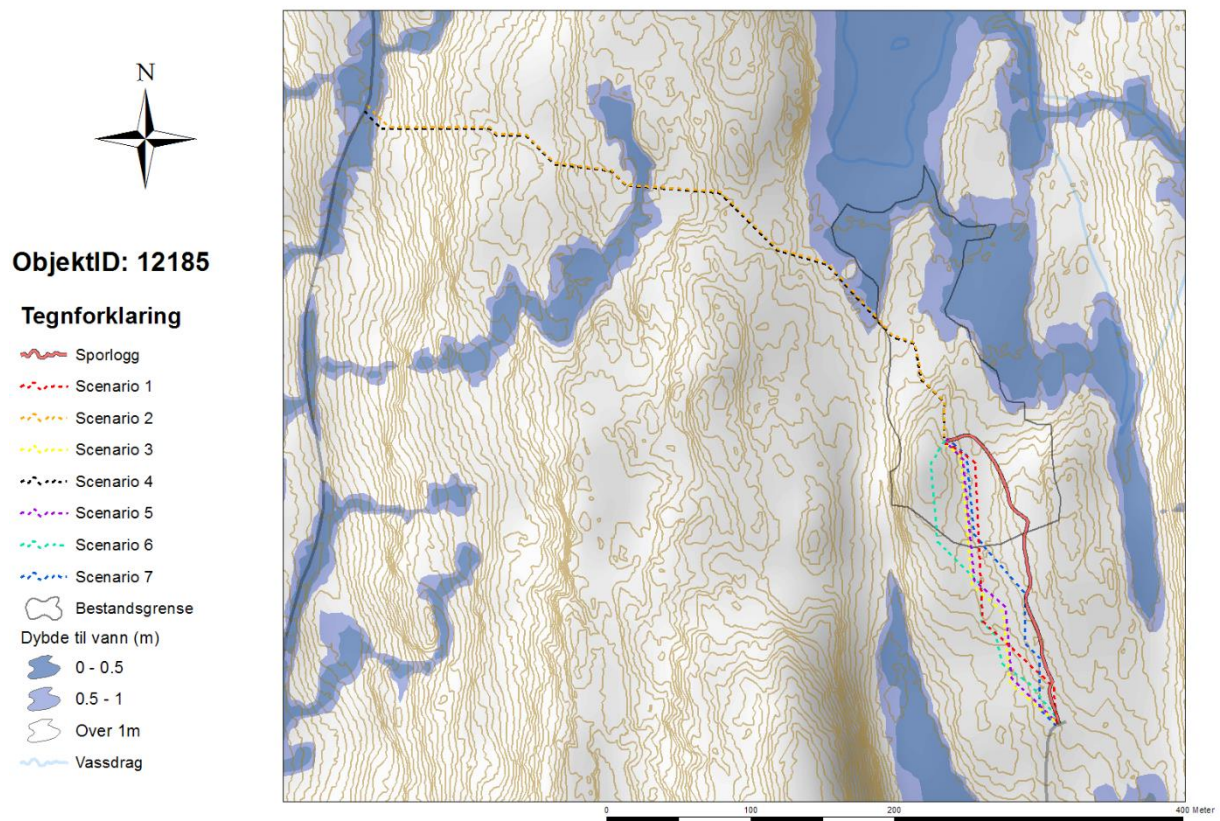 N
ObjektID: 12185
Tegnforklaring
Sporlogg
Scenario 1
Scenario 2
Scenario 3
Scenario 4
Scenario 5
Scenario 6
Scenario 7
Bestandsgrense
Dybde til vann (m)
0 - 0.5
0.5 - 1
Over 1m
Vassdrag
0 100 200 400 Meter